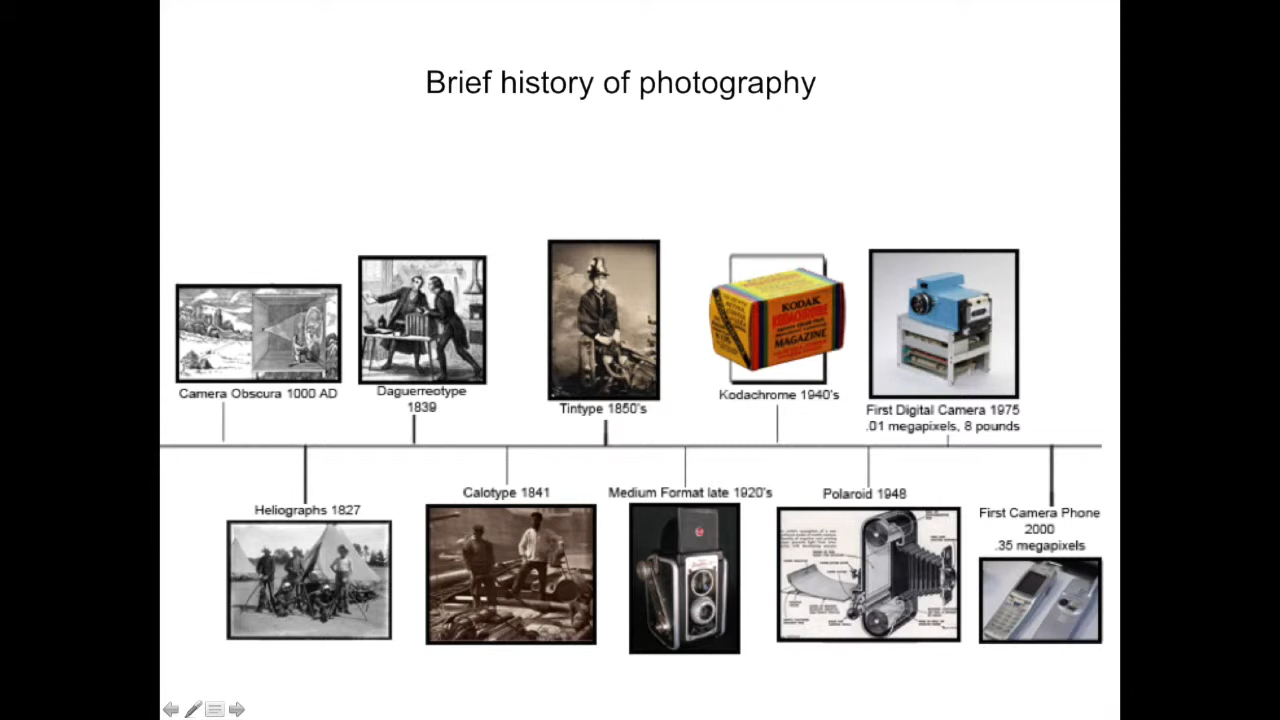 Brief history of photography
Camera Obscura 1000 AD
Daguerreotype
1839
Tintype 1850's
KODAK
KODACHROME
MAGAZINE
Kodachrome 1940's
First Digital Camera 1975
.01 megapixels, 8 pounds
Heliographs 1827
Calotype 1841
Medium Format late 1920's
Polaroid 1948
First Camera Phone
2000
.35 megapixels